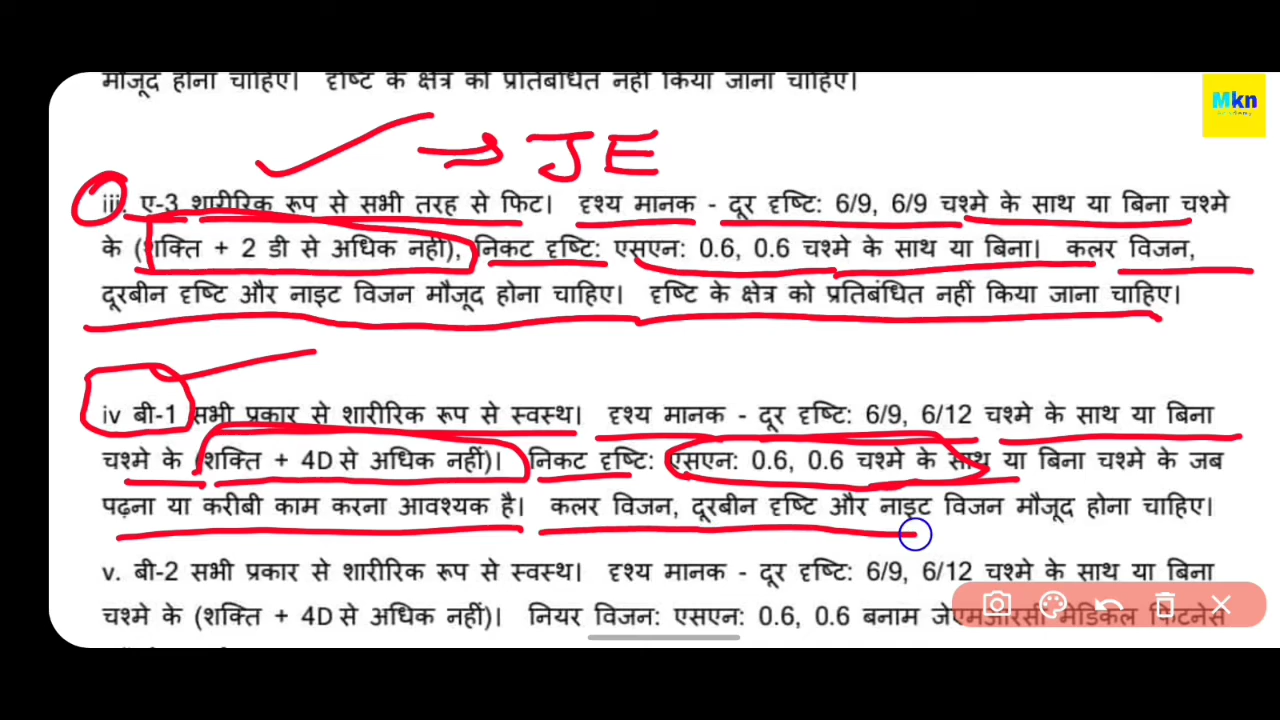 मौजूद होना चाहिए। दृष्टि के क्षेत्र को प्रतिबंधित नहीं किया जाना चाहिए।
Mkn
→ JE
iii. ए-3 शारीरिक रूप से सभी तरह से फिट। दृश्य मानक - दूर दृष्टि: 6/9, 6/9 चश्मे के साथ या बिना चश्मे
के (शक्ति + 2 डी से अधिक नहीं), निकट दृष्टि: एसएन: 0.6, 0.6 चश्मे के साथ या बिना। कलर विजन,
दूरबीन दृष्टि और नाइट विजन मौजूद होना चाहिए। दृष्टि के क्षेत्र को प्रतिबंधित नहीं किया जाना चाहिए।
iv बी-1 सभी प्रकार से शारीरिक रूप से स्वस्थ। दृश्य मानक - दूर दृष्टि: 6/9, 6/12 चश्मे के साथ या बिना
चश्मे के (शक्ति + 4D से अधिक नहीं)। निकट दृष्टि: एसएन: 0.6, 0.6 चश्मे के साथ या बिना चश्मे के जब
पढ़ना या करीबी काम करना आवश्यक है। कलर विजन, दूरबीन दृष्टि और नाइट विजन मौजूद होना चाहिए।
v. बी-2 सभी प्रकार से शारीरिक रूप से स्वस्थ। दृश्य मानक - दूर दृष्टि: 6/9, 6/12 चश्मे के साथ या बिना
चश्मे के (शक्ति + 4D से अधिक नहीं)। नियर विजन: एसएन: 0.6, 0.6 बनाम जेएमआरसी मेडिकल फिटनेस